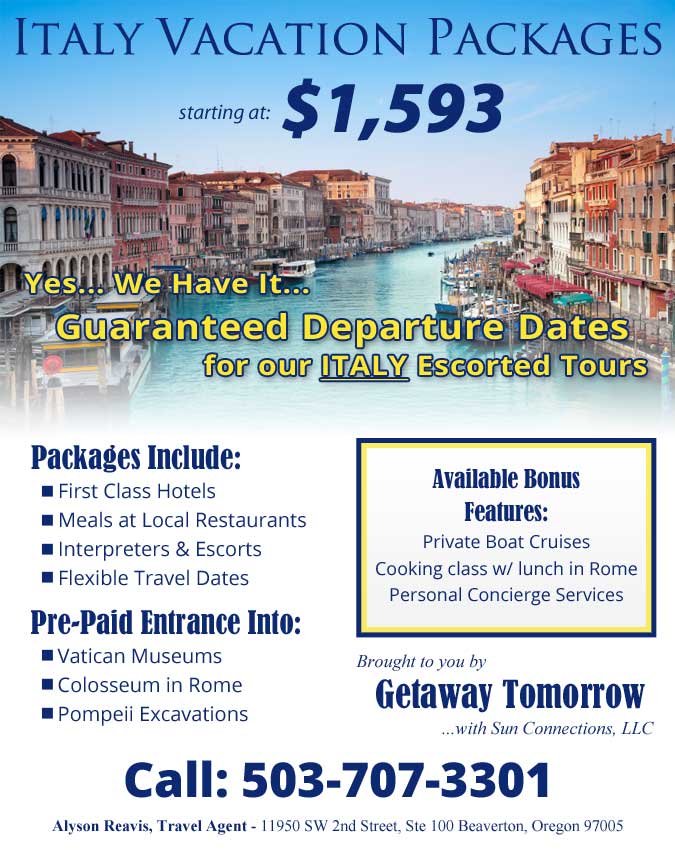 Italy Vacation Packages
starting at: $1,593
Yes... We Have It...
Guaranteed Departure Dates
for our ITALY Escorted Tours
Packages Include:
■ First Class Hotels
■ Meals at Local Restaurants
■ Interpreters & Escorts
■ Flexible Travel Dates
Pre-Paid Entrance Into:
■ Vatican Museums
■ Colosseum in Rome
■ Pompeii Excavations
Available Bonus
Features:
Private Boat Cruises
Cooking class w/ lunch in Rome
Personal Concierge Services
Brought to you by
Getaway Tomorrow
...with Sun Connections, LLC
Call: 503-707-3301
Alyson Reavis, Travel Agent - 11950 SW 2nd Street, Ste 100 Beaverton, Oregon 97005